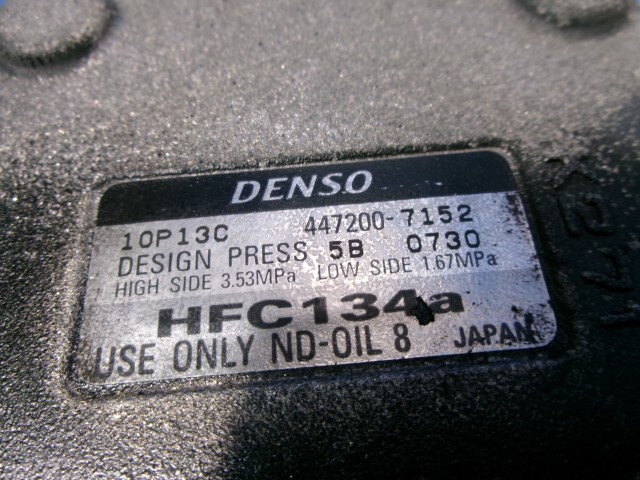 DENSO
10P13C 447200-7152
DESIGN PRESS 5B 0730
HIGH SIDE 3.53MPa LOW SIDE 1.67MPa
HFC134a
USE ONLY ND-OIL 8 JAPAN